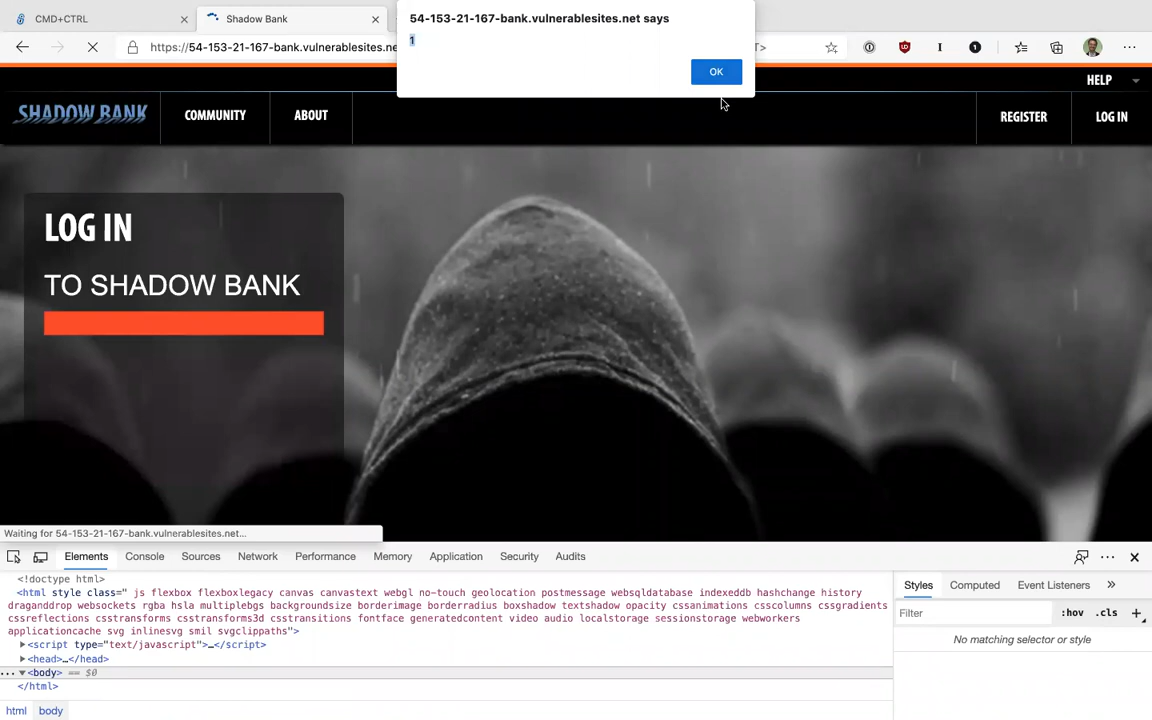 CMD+CTRL
Shadow Bank
54-153-21-167-bank.vulnerablesites.net says
1
OK
https://54-153-21-167-bank.vulnerablesites.ne
T>
HELP
SHADOW BANK
COMMUNITY
ABOUT
REGISTER
LOG IN
LOG IN
TO SHADOW BANK
Waiting for 54-153-21-167-bank.vulnerablesites.net...
Elements Console Sources Network Performance Memory Application Security Audits
<!doctype html>
<html style class=" js flexbox flexboxlegacy canvas canvastext webgl no-touch geolocation postmessage websqldatabase indexeddb hashchange history
draganddrop websockets rgba hsla multiplebgs backgroundsize borderimage borderradius boxshadow textshadow opacity cssanimations csscolumns cssgradients
cssreflections csstransforms csstransforms3d csstransitions fontface generatedcontent video audio localstorage sessionstorage webworkers
applicationcache svg inlinesvg smil svgclippaths">
<script type="text/javascript">…</script>
<head>…</head>
<body> == $0
</html>
html body
Styles Computed Event Listeners
Filter :hov .cls
No matching selector or style